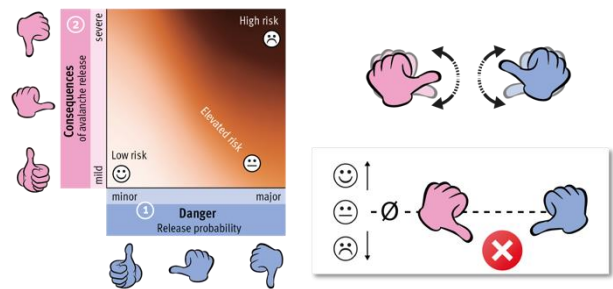 2
Consequences
of avalanche release
severe
mild
High risk
Elevated risk
Low risk
minor
major
1
Danger
Release probability
Ø